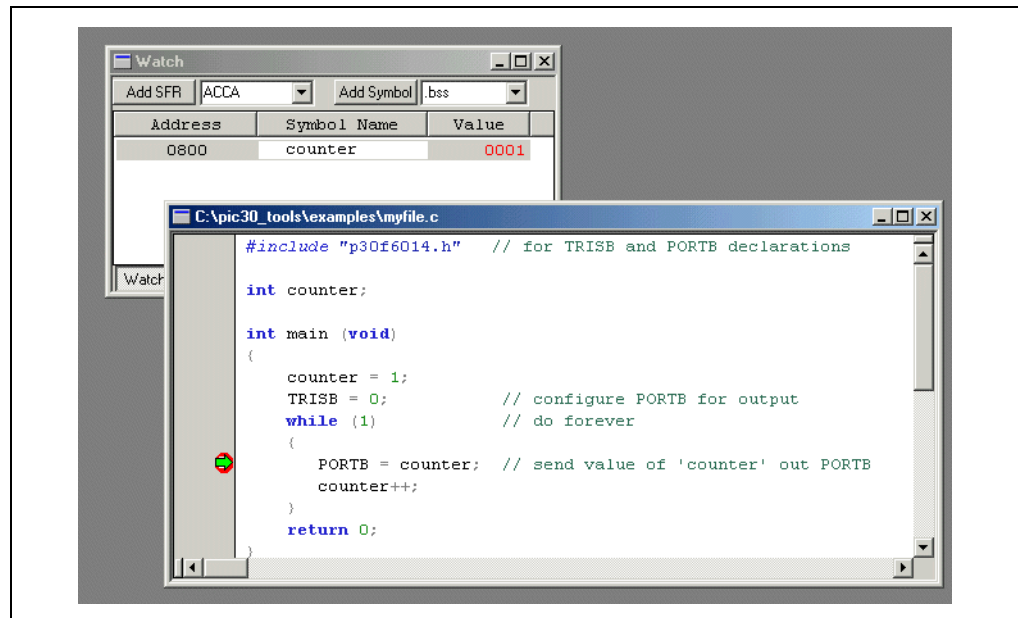 Watch
Add SFR ACCA Add Symbol .bss
Address Symbol Name Value
0800 counter 0001
Watch
C:\pic30_tools\examples\myfile.c
#include "p30f6014.h" // for TRISB and PORTB declarations
int counter;
int main (void)
{
counter = 1;
TRISB = 0; // configure PORTB for output
while (1) // do forever
{
PORTB = counter; // send value of 'counter' out PORTB
counter++;
}
return 0;
}